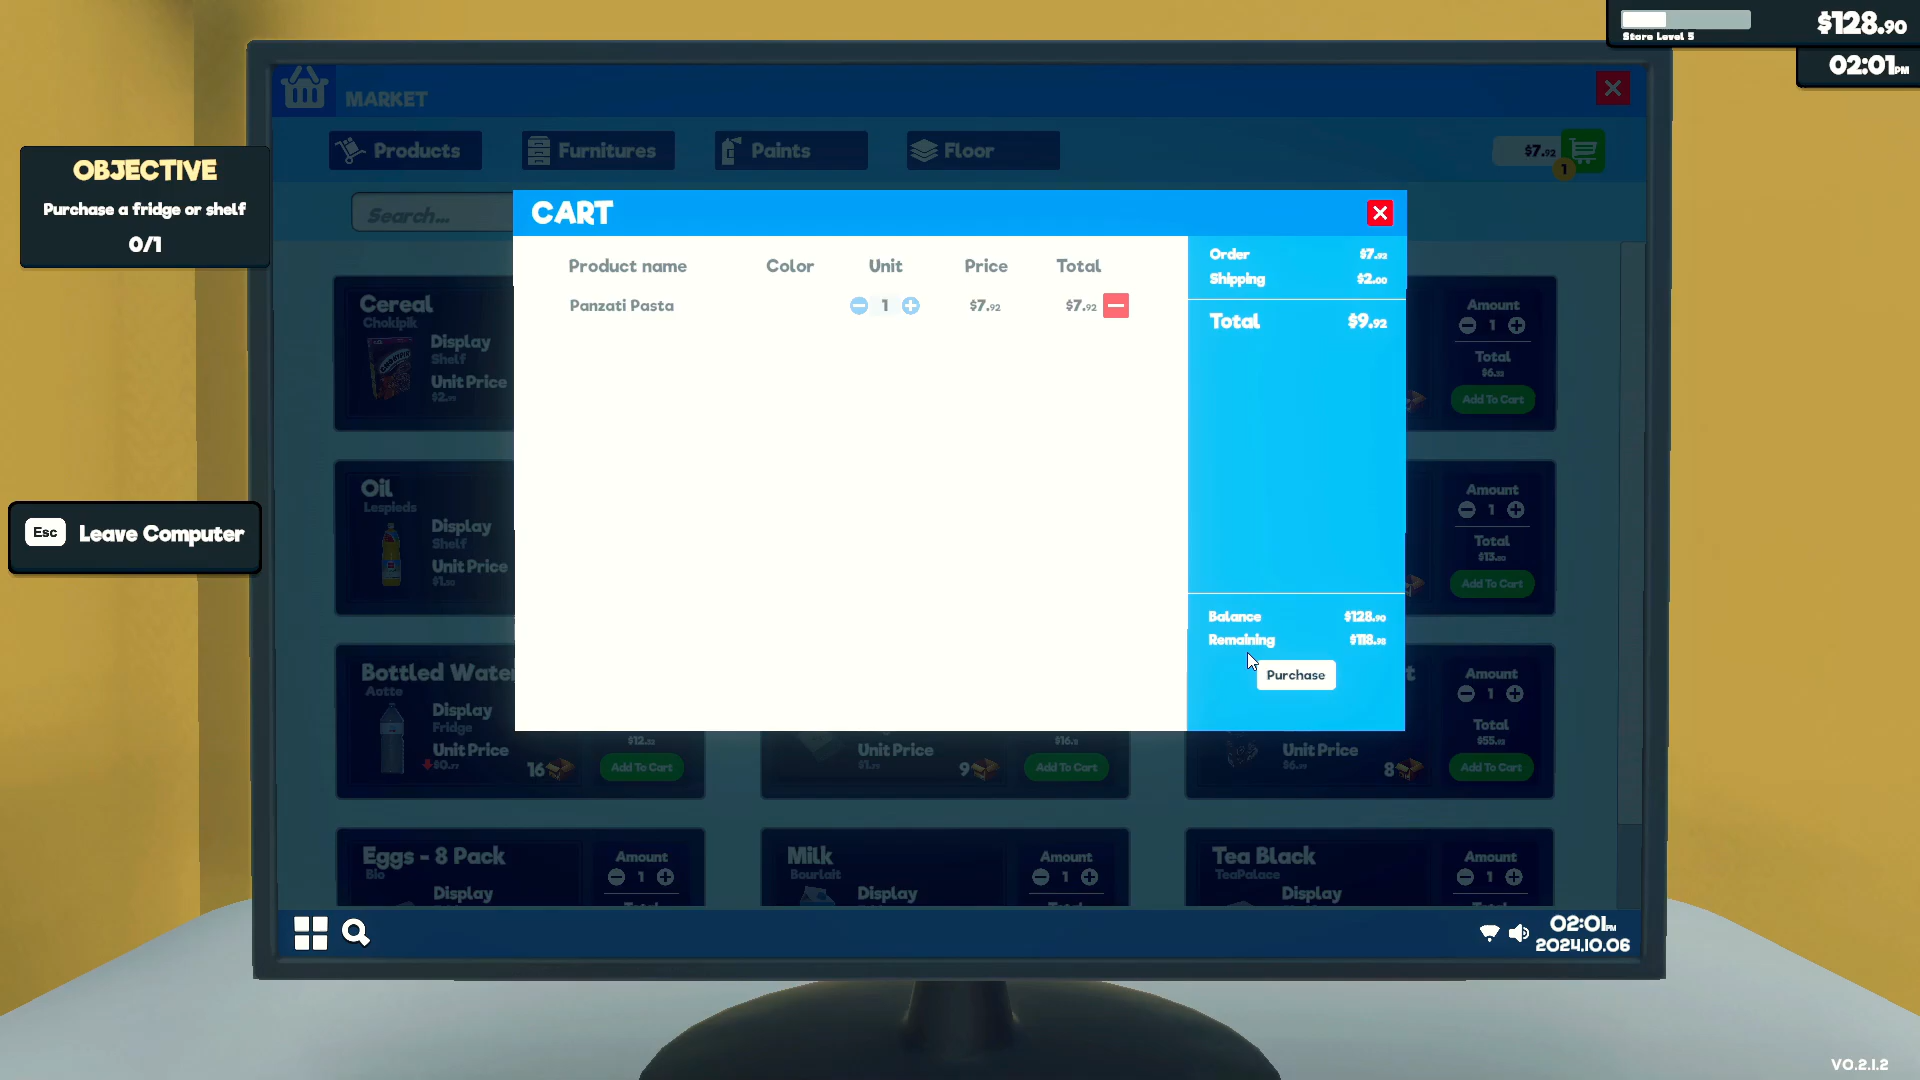 $128.90
Store Level 5
02:01PM
MARKET
Products
Furnitures
Paints
Floor
$7.92
1
OBJECTIVE
Purchase a fridge or shelf
0/1
Search...
CART
Product name Color Unit Price Total
Panzati Pasta 1 $7.92 $7.92
Order $7.92
Shipping $2.00
Total $9.92
Balance $128.90
Remaining $118.98
Purchase
Cereal
Chokipik
Display
Shelf
Unit Price
Amount
1
Total
Add To Cart
Esc Leave Computer
Oil
Lespieds
Display
Shelf
Unit Price
Amount
1
Total
Add To Cart
Bottled Water
Aotte
Display
Fridge
Unit Price
16
Add To Cart
Unit Price
9
Add To Cart
t
Amount
1
Total
Unit Price
8
Add To Cart
Eggs - 8 Pack
Bio
Display
Amount
1
Milk
Bourlait
Display
Amount
1
Tea Black
TeaPalace
Display
Amount
1
02:01PM
2024.10.06
V0.2.1.2